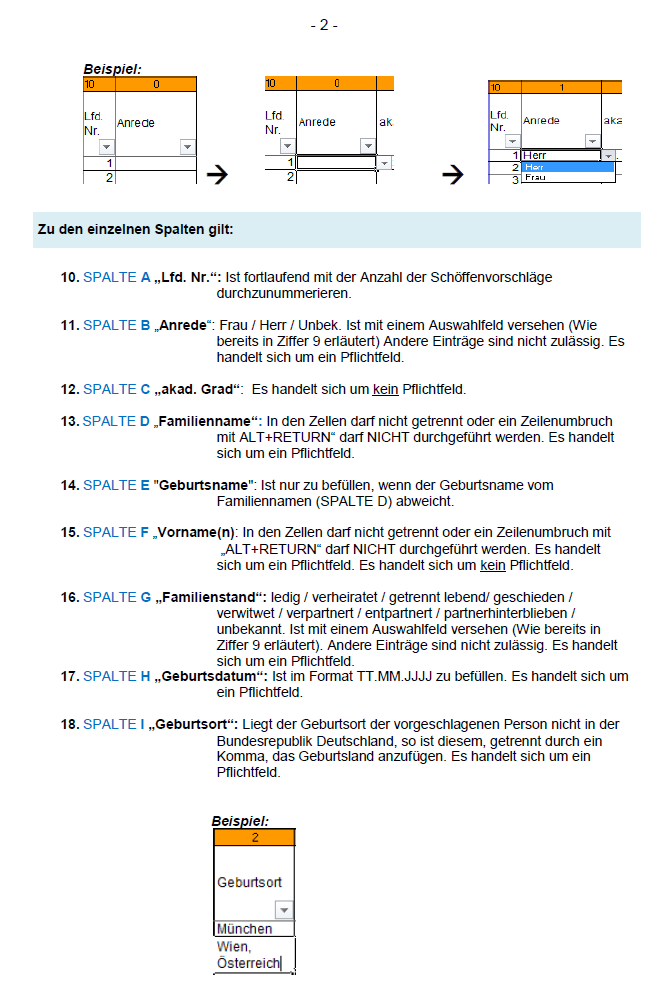 - 2 -
Beispiel:
10 0
Lfd.
Nr. Anrede
1
2
10 0
Lfd.
Nr. Anrede ak
1
2
10 1
Lfd.
Nr. Anrede aka
1 Herr
2 Herr
3 Frau
Zu den einzelnen Spalten gilt:
10. SPALTE A „Lfd. Nr.“: Ist fortlaufend mit der Anzahl der Schöffenvorschläge
durchzunummerieren.
11. SPALTE B „Anrede“: Frau / Herr / Unbek. Ist mit einem Auswahlfeld versehen (Wie
bereits in Ziffer 9 erläutert) Andere Einträge sind nicht zulässig. Es
handelt sich um ein Pflichtfeld.
12. SPALTE C „akad. Grad“: Es handelt sich um kein Pflichtfeld.
13. SPALTE D „Familienname“: In den Zellen darf nicht getrennt oder ein Zeilenumbruch
mit ALT+RETURN“ darf NICHT durchgeführt werden. Es handelt
sich um ein Pflichtfeld.
14. SPALTE E "Geburtsname": Ist nur zu befüllen, wenn der Geburtsname vom
Familiennamen (SPALTE D) abweicht.
15. SPALTE F „Vorname(n): In den Zellen darf nicht getrennt oder ein Zeilenumbruch mit
„ALT+RETURN“ darf NICHT durchgeführt werden. Es handelt
sich um ein Pflichtfeld. Es handelt sich um kein Pflichtfeld.
16. SPALTE G „Familienstand“: ledig / verheiratet / getrennt lebend/ geschieden /
verwitwet / verpartnert / entpartnert / partnerhinterblieben /
unbekannt. Ist mit einem Auswahlfeld versehen (Wie bereits in
Ziffer 9 erläutert). Andere Einträge sind nicht zulässig. Es handelt
sich um ein Pflichtfeld.
17. SPALTE H „Geburtsdatum“: Ist im Format TT.MM.JJJJ zu befüllen. Es handelt sich um
ein Pflichtfeld.
18. SPALTE I „Geburtsort“: Liegt der Geburtsort der vorgeschlagenen Person nicht in der
Bundesrepublik Deutschland, so ist diesem, getrennt durch ein
Komma, das Geburtsland anzufügen. Es handelt sich um ein
Pflichtfeld.
Beispiel:
2
Geburtsort
München
Wien,
Österreich